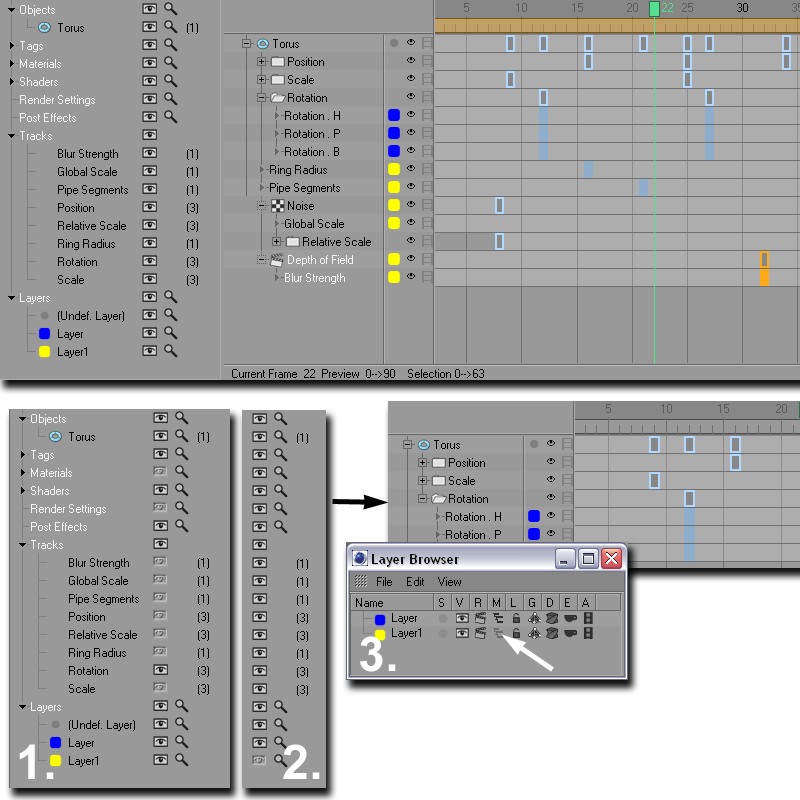 Objects
Torus (1)
Tags
Materials
Shaders
Render Settings
Post Effects
Tracks
Blur Strength (1)
Global Scale (1)
Pipe Segments (1)
Position (3)
Relative Scale (3)
Ring Radius (1)
Rotation (3)
Scale (3)
Layers
(Undef. Layer)
Layer
Layer1
5 10 15 20 22 25 30 35
Torus
Position
Scale
Rotation
Rotation . H
Rotation . P
Rotation . B
Ring Radius
Pipe Segments
Noise
Global Scale
Relative Scale
Depth of Field
Blur Strength
Current Frame 22 Preview 0-->90 Selection 0-->63
Objects
Torus (1)
Tags
Materials
Shaders
Render Settings
Post Effects
Tracks
Blur Strength (1)
Global Scale (1)
Pipe Segments (1)
Position (3)
Relative Scale (3)
Ring Radius (1)
Rotation (3)
Scale (3)
Layers
(Undef. Layer)
Layer
Layer1
1.
(1)
(1)
(1)
(1)
(3)
(3)
(1)
(3)
(3)
2.
5 10 15 20
Torus
Position
Scale
Rotation
Rotation . H
Rotation . P
Layer Browser
File Edit View
Name S V R M L G D E A
Layer
Layer1
3.